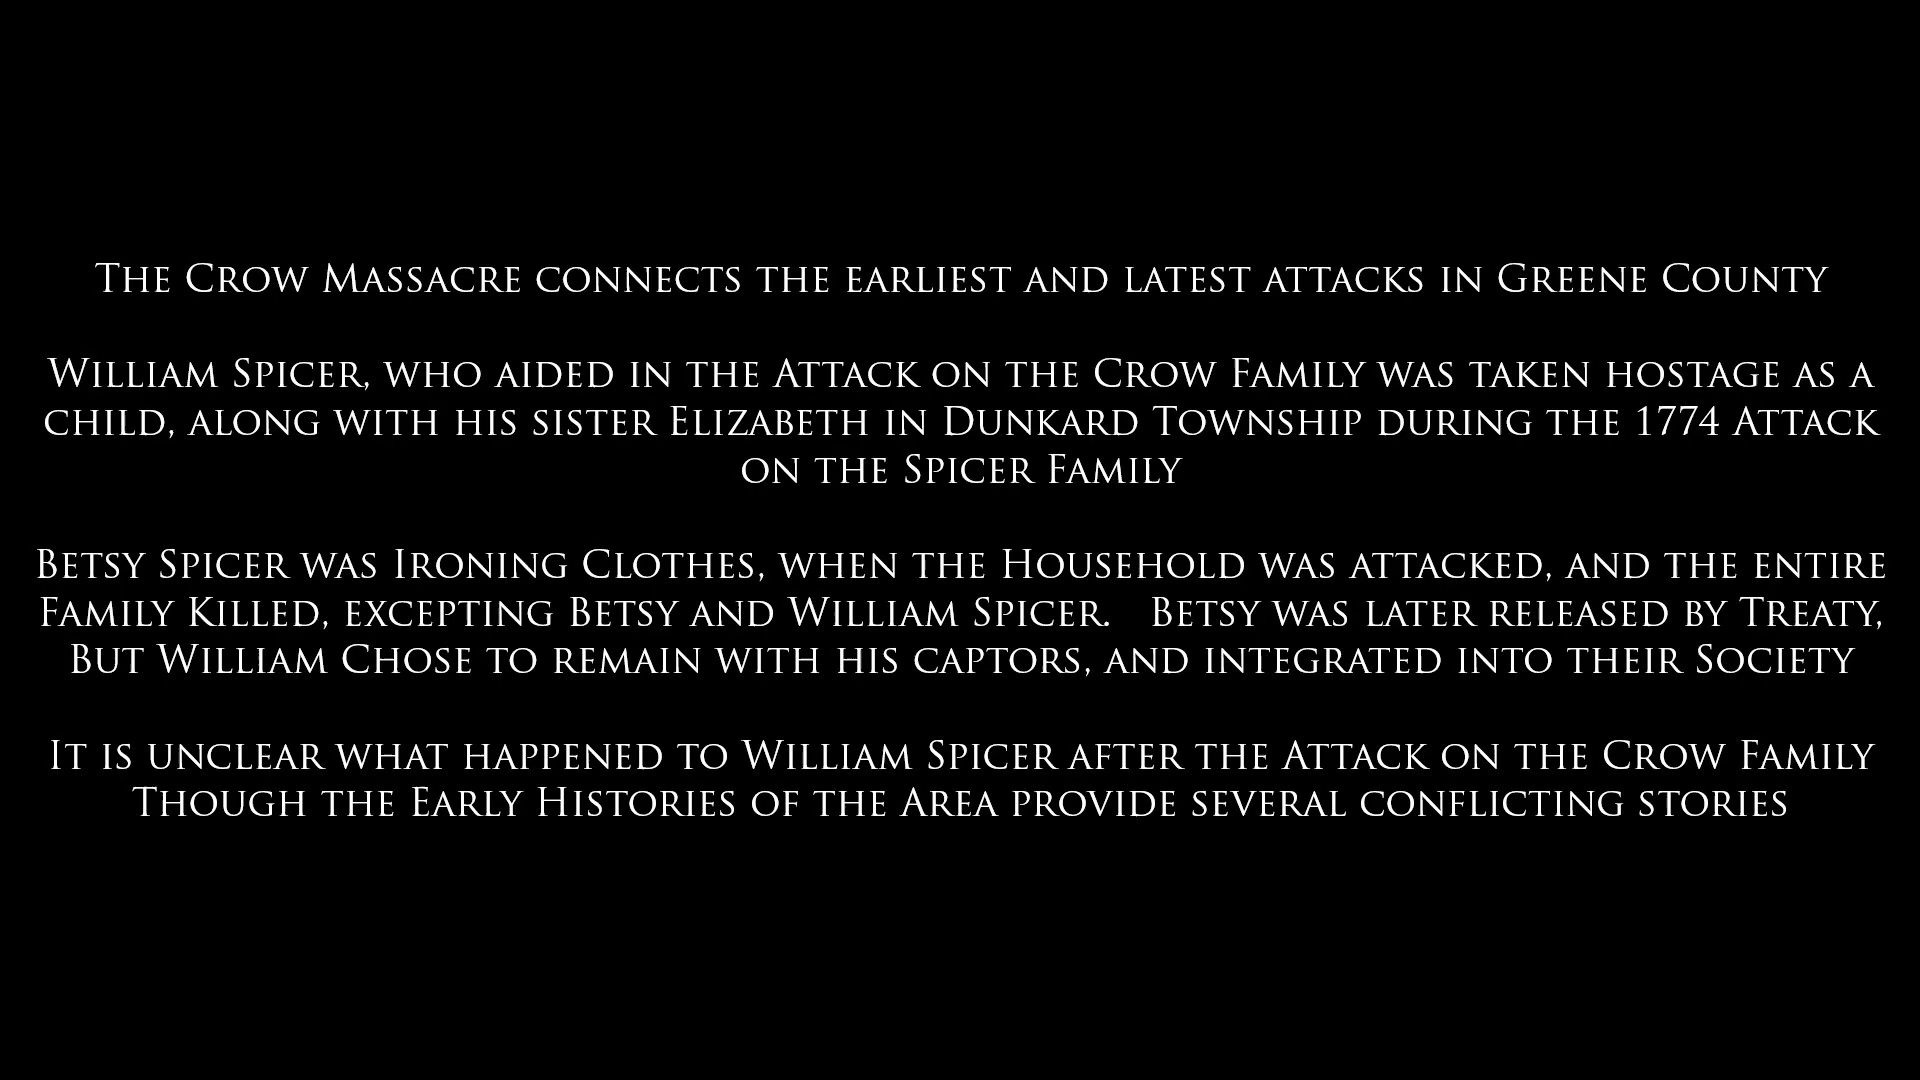 The Crow Massacre connects the earliest and latest attacks in Greene County
William Spicer, who aided in the Attack on the Crow Family was taken hostage as a
child, along with his sister Elizabeth in Dunkard Township during the 1774 Attack
on the Spicer Family
Betsy Spicer was Ironing Clothes, when the Household was attacked, and the entire
Family Killed, excepting Betsy and William Spicer.   Betsy was later released by Treaty,
But William Chose to remain with his captors, and integrated into their Society
It is unclear what happened to William Spicer after the Attack on the Crow Family
Though the Early Histories of the Area provide several conflicting stories